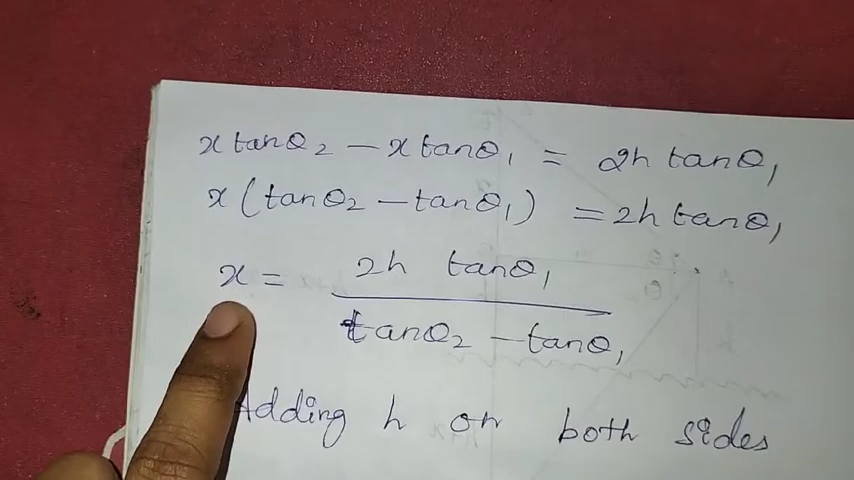 x tanθ₂ – x tanθ₁ = 2h tanθ₁
x (tanθ₂ – tanθ₁) = 2h tanθ₁
x = 2h tanθ₁
tanθ₂ – tanθ₁
Adding h on both sides